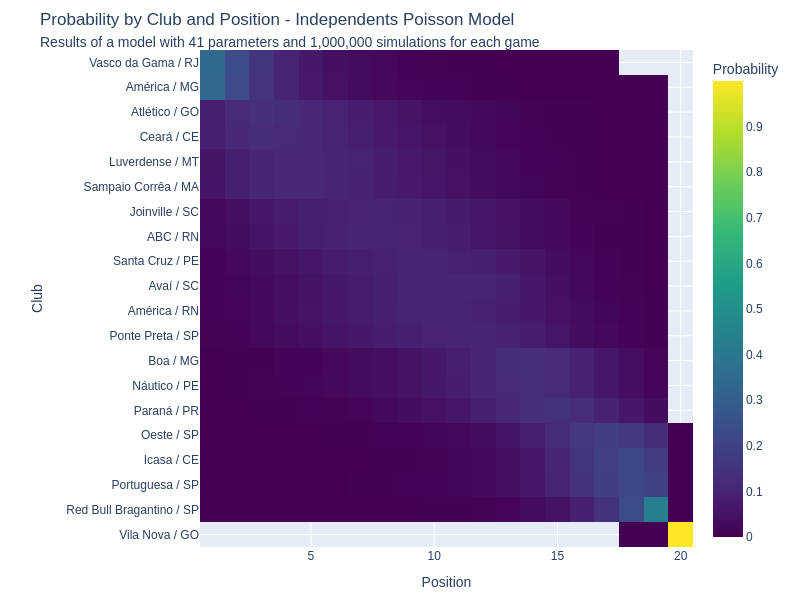 Probability by Club and Position - Independents Poisson Model
Results of a model with 41 parameters and 1,000,000 simulations for each game
Probability
Vasco da Gama / RJ
América / MG
Atlético / GO
Ceará / CE
Luverdense / MT
Sampaio Corrêa / MA
Joinville / SC
ABC / RN
Santa Cruz / PE
Avaí / SC
América / RN
Ponte Preta / SP
Boa / MG
Náutico / PE
Paraná / PR
Oeste / SP
Icasa / CE
Portuguesa / SP
Red Bull Bragantino / SP
Vila Nova / GO
Club
5
10
15
20
Position
0.9
0.8
0.7
0.6
0.5
0.4
0.3
0.2
0.1
0